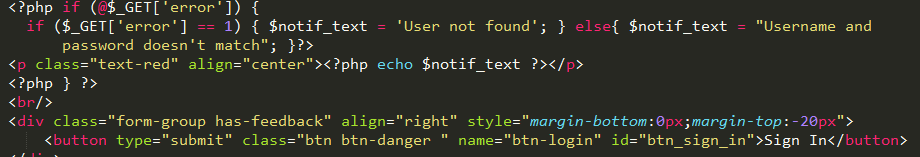 <?php if (@$_GET['error']) {
if ($_GET['error'] == 1) { $notif_text = 'User not found'; } else{ $notif_text = "Username and
password doesn't match"; }?>
<p class="text-red" align="center"><?php echo $notif_text ?></p>
<?php } ?>
<br/>
<div class="form-group has-feedback" align="right" style="margin-bottom:0px;margin-top:-20px">
<button type="submit" class="btn btn-danger " name="btn-login" id="btn_sign_in">Sign In</button>
</div>